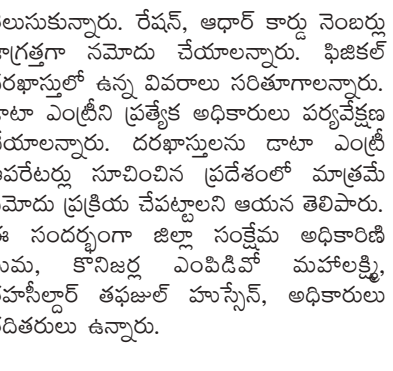 లుసుకున్నారు. రేషన్, ఆధార్ కార్డు నెంబర్లు
జాగ్రత్తగా నమోదు చేయాలన్నారు. ఫిజికల్
దరఖాస్తులో ఉన్న వివరాలు సరితూగాలన్నారు.
డాటా ఎంట్రీని ప్రత్యేక అధికారులు పర్యవేక్షణ
చేయాలన్నారు. దరఖాస్తులను డాటా ఎంట్రీ
ఆపరేటర్లు సూచించిన ప్రదేశంలో మాత్రమే
నమోదు ప్రక్రియ చేపట్టాలని ఆయన తెలిపారు.
ఈ సందర్భంగా జిల్లా సంక్షేమ అధికారిణి
కొనిజర్ల ఎంపిడివో మహాలక్ష్మి,
తహసీల్దార్ తఫజుల్ హుస్సేన్, అధికారులు
తదితరులు ఉన్నారు.